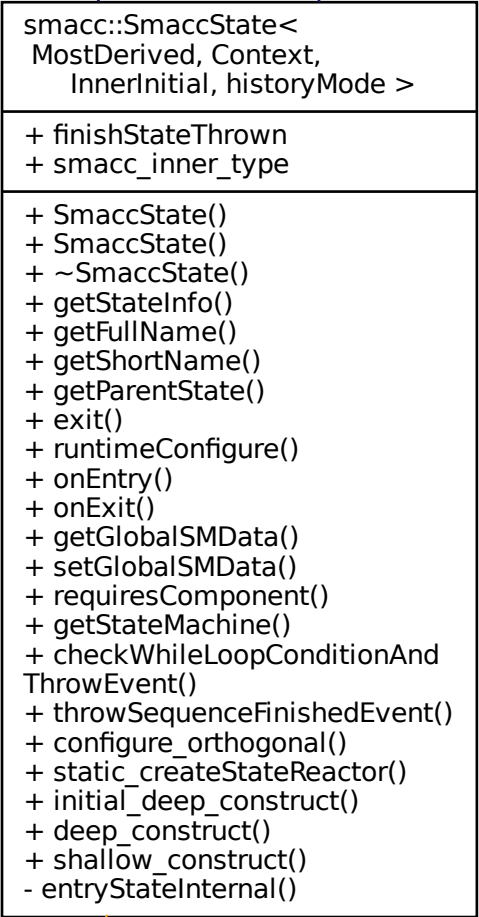 smacc::SmaccState<
MostDerived, Context,
InnerInitial, historyMode >
+ finishStateThrown
+ smacc_inner_type
+ SmaccState()
+ SmaccState()
+ ~SmaccState()
+ getStateInfo()
+ getFullName()
+ getShortName()
+ getParentState()
+ exit()
+ runtimeConfigure()
+ onEntry()
+ onExit()
+ getGlobalSMData()
+ setGlobalSMData()
+ requiresComponent()
+ getStateMachine()
+ checkWhileLoopConditionAnd
ThrowEvent()
+ throwSequenceFinishedEvent()
+ configure_orthogonal()
+ static_createStateReactor()
+ initial_deep_construct()
+ deep_construct()
+ shallow_construct()
- entryStateInternal()